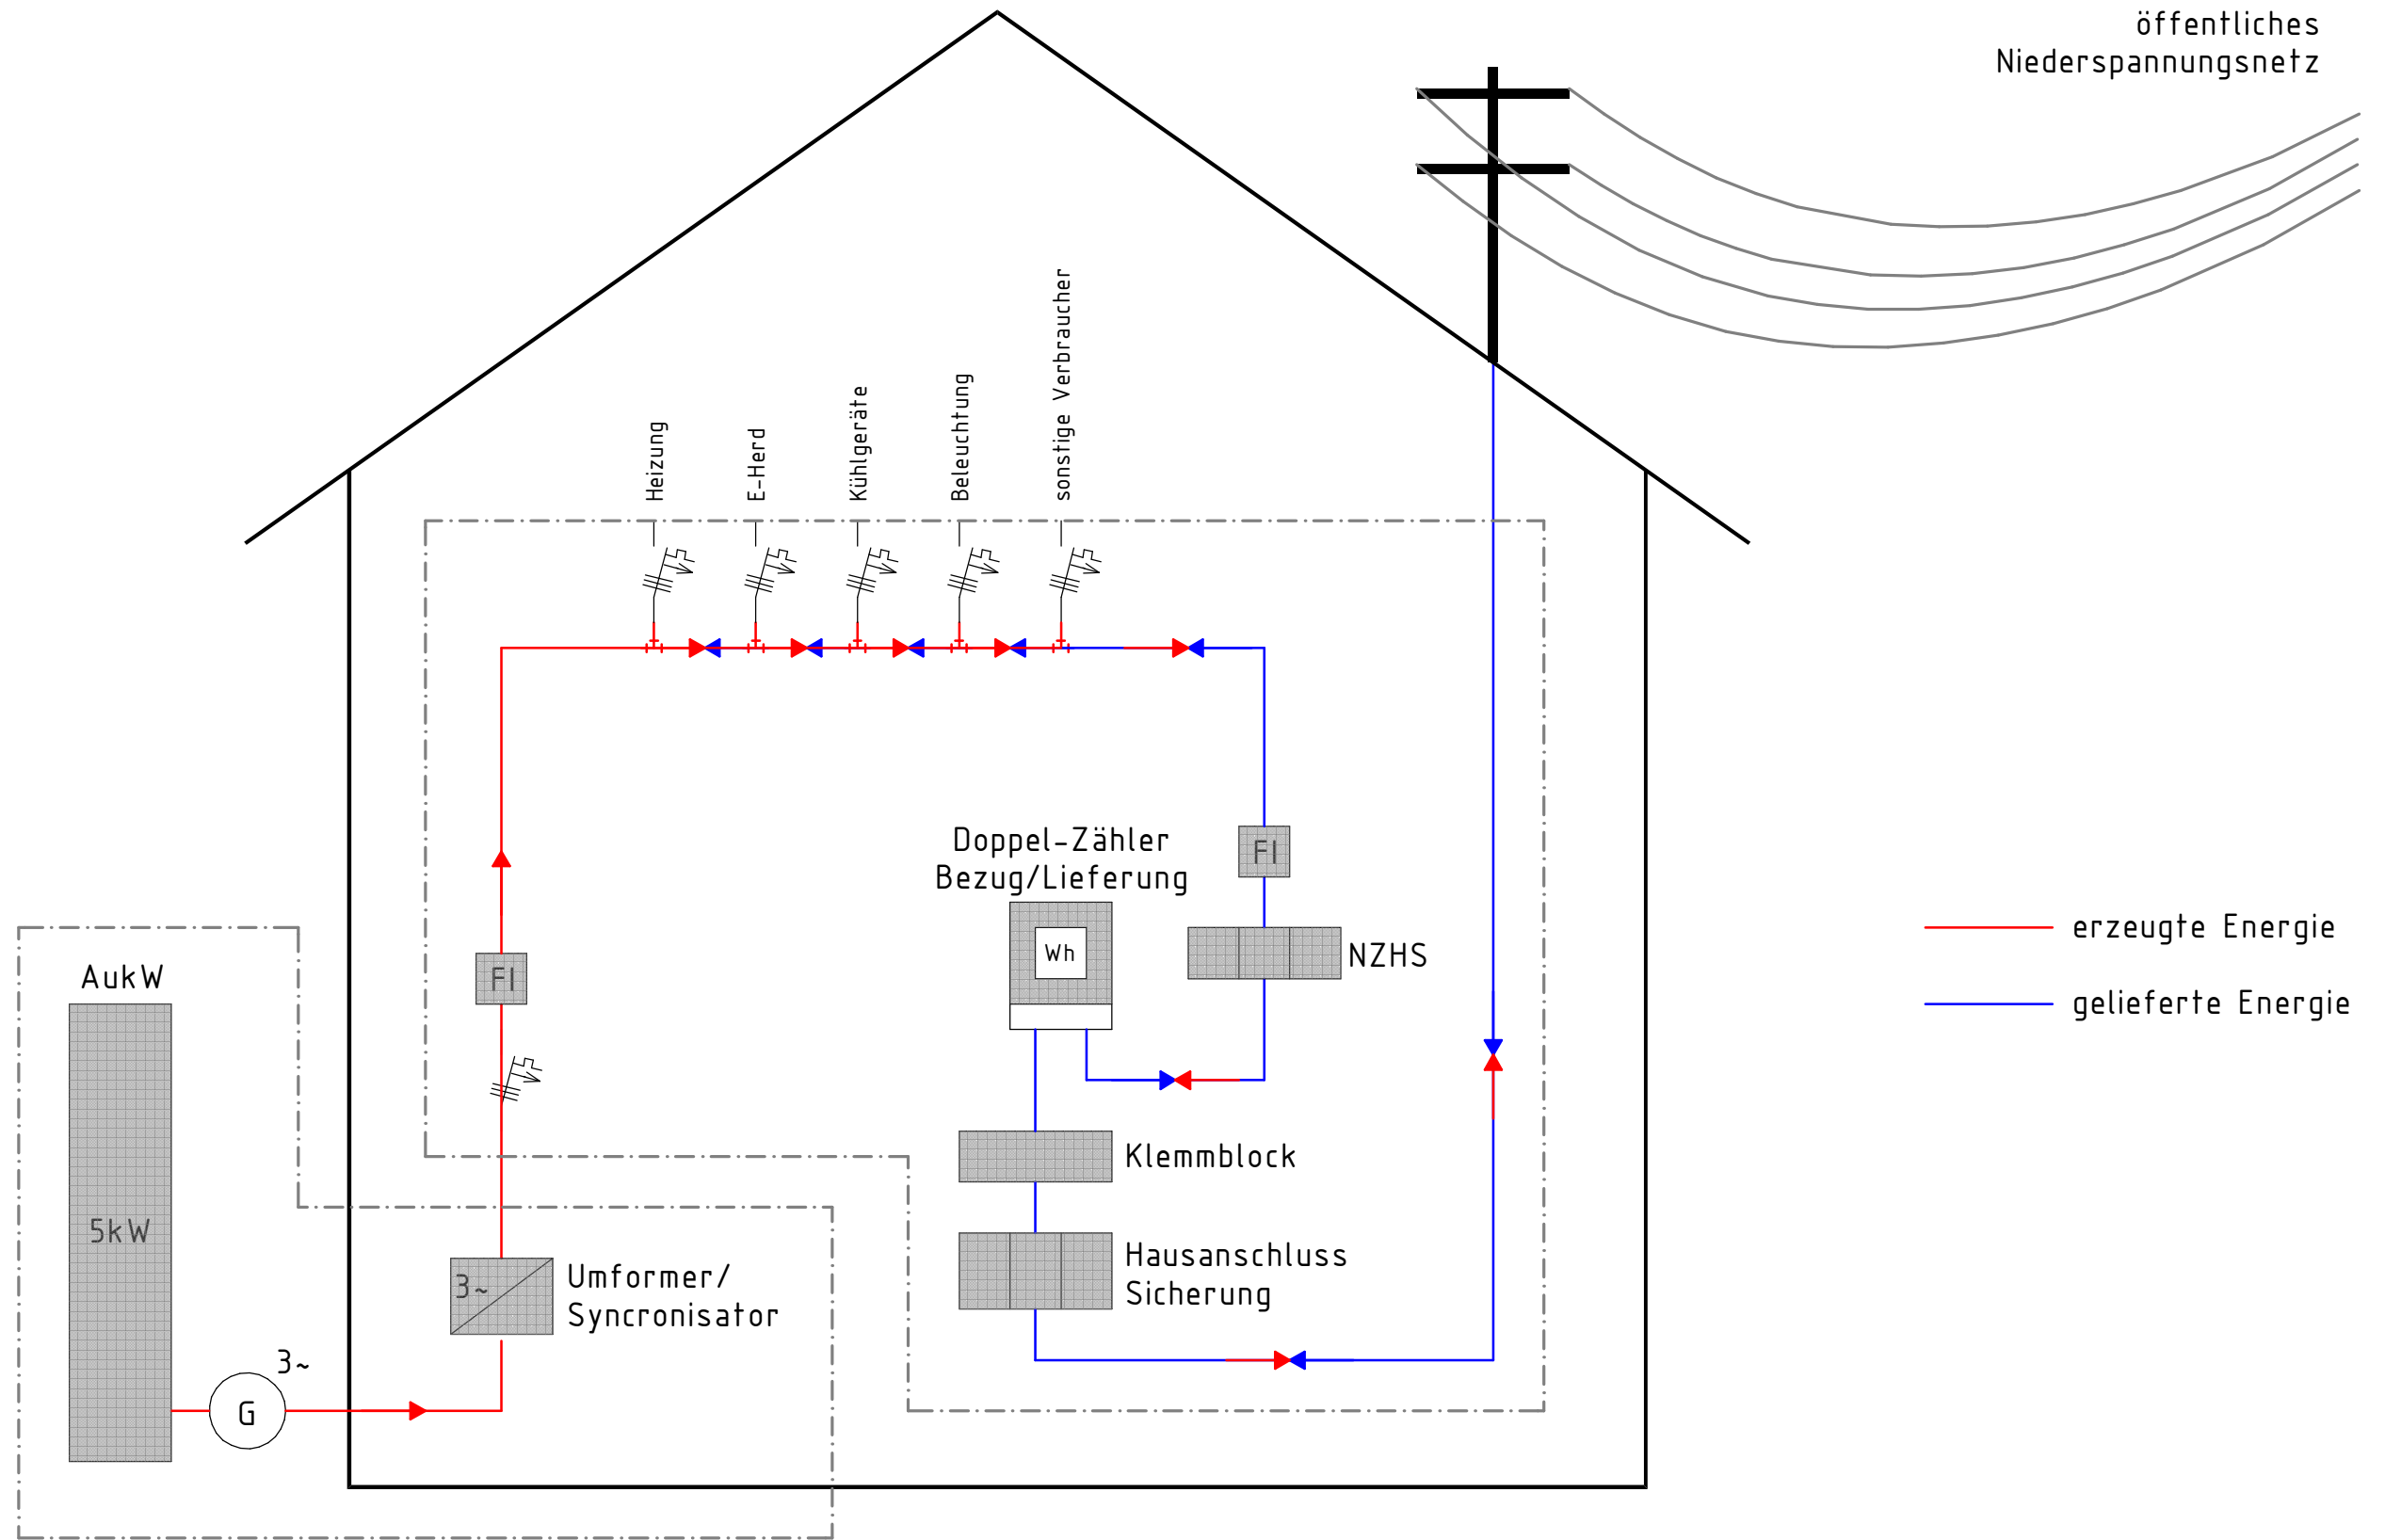 öffentliches
Niederspannungsnetz
Heizung
E-Herd
Kühlgeräte
Beleuchtung
sonstige Verbraucher
Doppel-Zähler
Bezug/Lieferung
FI
Wh
NZHS
erzeugte Energie
gelieferte Energie
AukW
FI
5kW
Klemmblock
Hausanschluss
Sicherung
3~
Umformer/
Syncronisator
3~
G